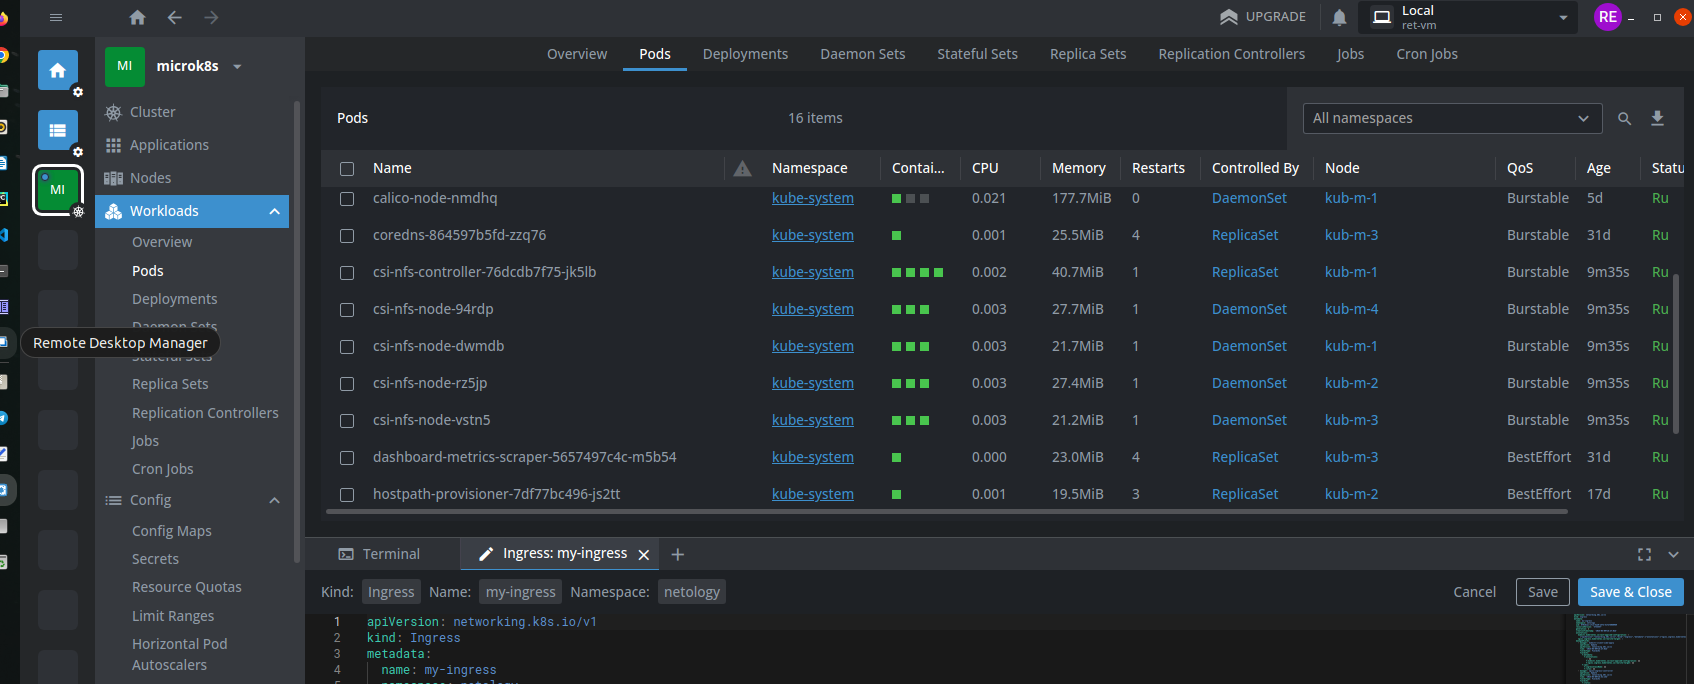 UPGRADE
Local
ret-vm
RE
MI
microk8s
Overview
Pods
Deployments
Daemon Sets
Stateful Sets
Replica Sets
Replication Controllers
Jobs
Cron Jobs
MI
Cluster
Applications
Nodes
Workloads
Overview
Pods
Deployments
Daemon Sets
Remote Desktop Manager
Stateful Sets
Replica Sets
Replication Controllers
Jobs
Cron Jobs
Config
Config Maps
Secrets
Resource Quotas
Limit Ranges
Horizontal Pod
Autoscalers
Pods 16 items All namespaces
Name Namespace Contai... CPU Memory Restarts Controlled By Node QoS Age Statu
calico-node-nmdhq kube-system 0.021 177.7MiB 0 DaemonSet kub-m-1 Burstable 5d Ru
coredns-864597b5fd-zzq76 kube-system 0.001 25.5MiB 4 ReplicaSet kub-m-3 Burstable 31d Ru
csi-nfs-controller-76dcdb7f75-jk5lb kube-system 0.002 40.7MiB 1 ReplicaSet kub-m-1 Burstable 9m35s Ru
csi-nfs-node-94rdp kube-system 0.003 27.7MiB 1 DaemonSet kub-m-4 Burstable 9m35s Ru
csi-nfs-node-dwmdb kube-system 0.003 21.7MiB 1 DaemonSet kub-m-1 Burstable 9m35s Ru
csi-nfs-node-rz5jp kube-system 0.003 27.4MiB 1 DaemonSet kub-m-2 Burstable 9m35s Ru
csi-nfs-node-vstn5 kube-system 0.003 21.2MiB 1 DaemonSet kub-m-3 Burstable 9m35s Ru
dashboard-metrics-scraper-5657497c4c-m5b54 kube-system 0.000 23.0MiB 4 ReplicaSet kub-m-3 BestEffort 31d Ru
hostpath-provisioner-7df77bc496-js2tt kube-system 0.001 19.5MiB 3 ReplicaSet kub-m-2 BestEffort 17d Ru
Terminal Ingress: my-ingress
Kind: Ingress Name: my-ingress Namespace: netology Cancel Save Save & Close
1 apiVersion: networking.k8s.io/v1
2 kind: Ingress
3 metadata:
4 name: my-ingress